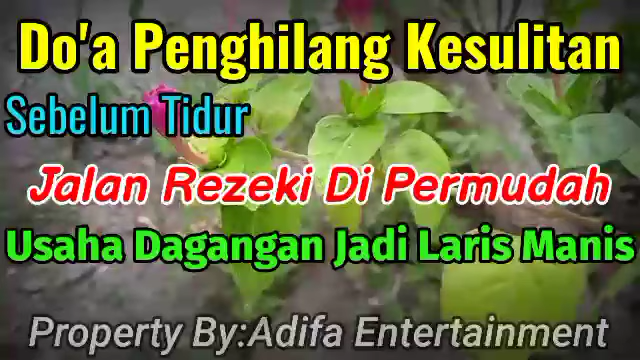 Do'a Penghilang Kesulitan
Sebelum Tidur
Jalan Rezeki Di Permudah
Usaha Dagangan Jadi Laris Manis
Property By:Adifa Entertainment